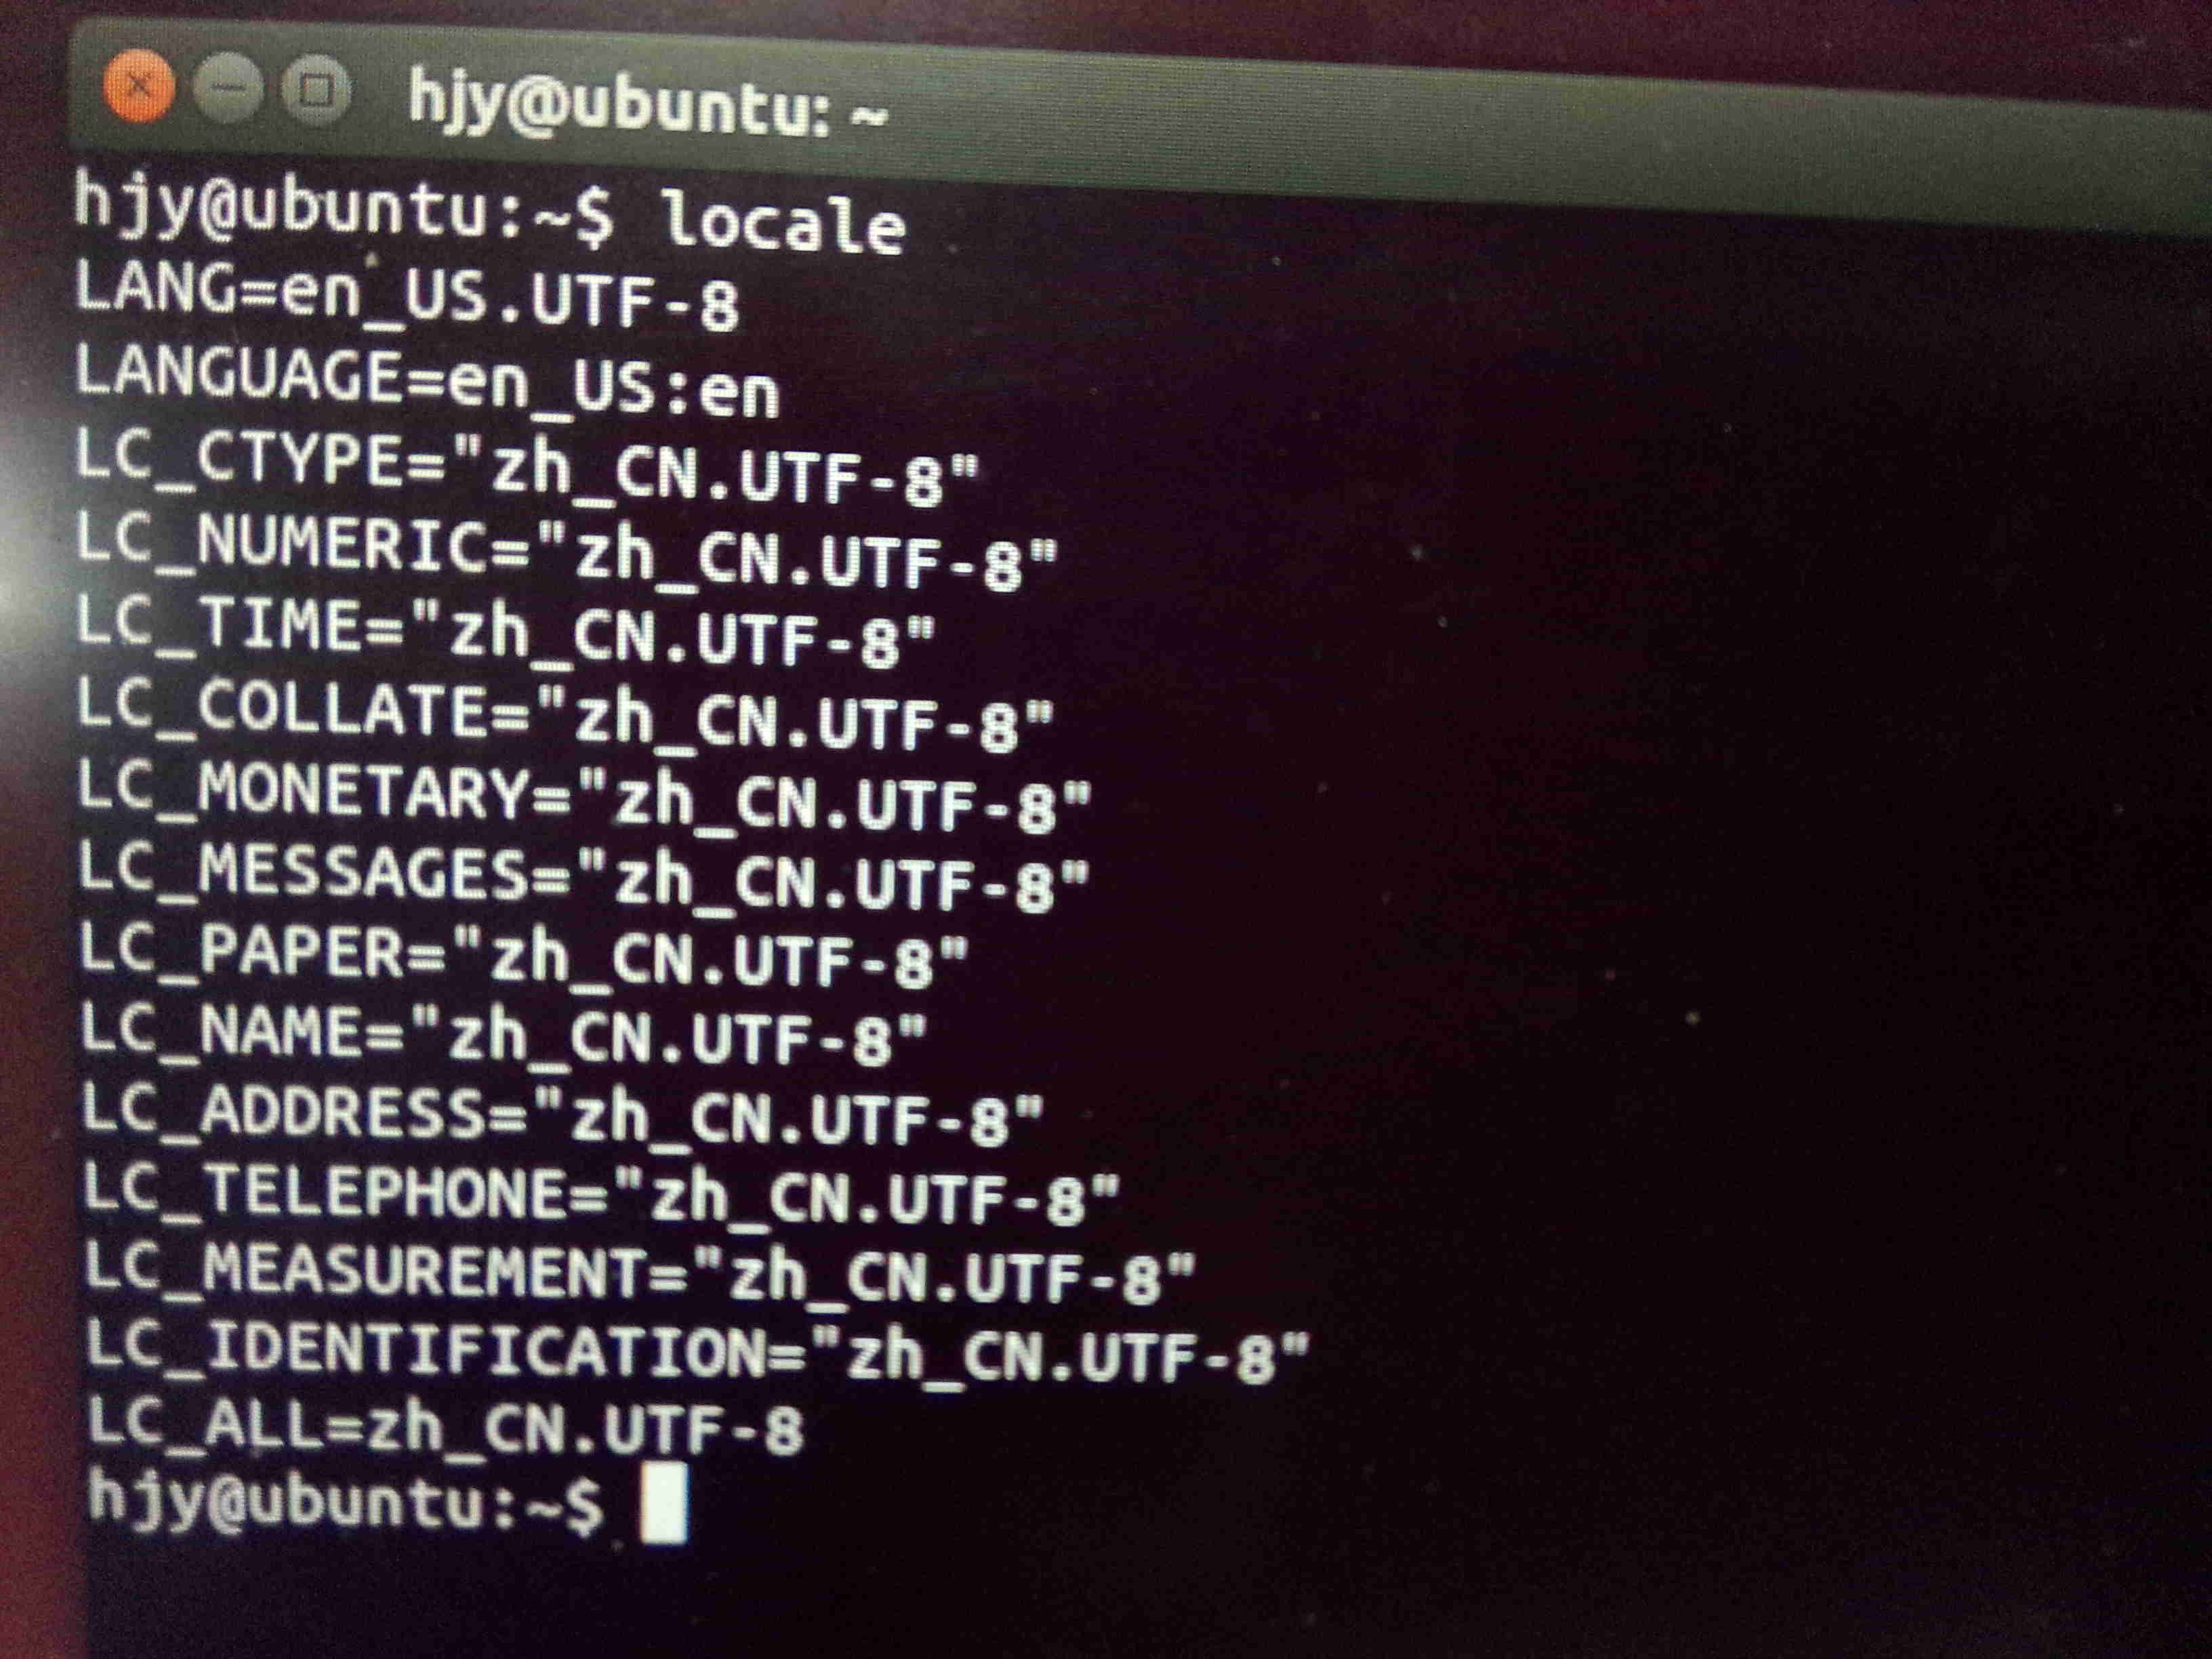 hjy@ubuntu: ~
hjy@ubuntu:~$ locale
LANG=en_US.UTF-8
LANGUAGE=en_US:en
LC_CTYPE="zh_CN.UTF-8"
LC_NUMERIC="zh_CN.UTF-8"
LC_TIME="zh_CN.UTF-8"
LC_COLLATE="zh_CN.UTF-8"
LC_MONETARY="zh_CN.UTF-8"
LC_MESSAGES="zh_CN.UTF-8"
LC_PAPER="zh_CN.UTF-8"
LC_NAME="zh_CN.UTF-8"
LC_ADDRESS="zh_CN.UTF-8"
LC_TELEPHONE="zh_CN.UTF-8"
LC_MEASUREMENT="zh_CN.UTF-8"
LC_IDENTIFICATION="zh_CN.UTF-8"
LC_ALL=zh_CN.UTF-8
hjy@ubuntu:~$